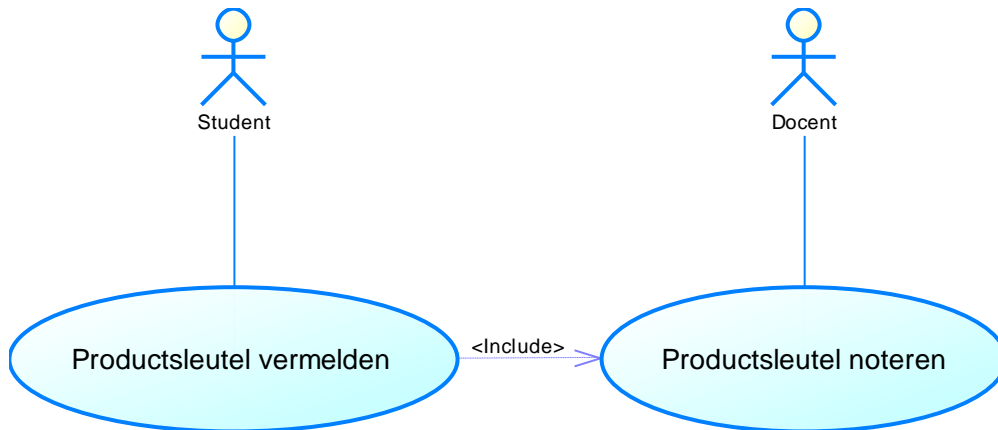 Student
Docent
Productsleutel vermelden
<Include>
Productsleutel noteren